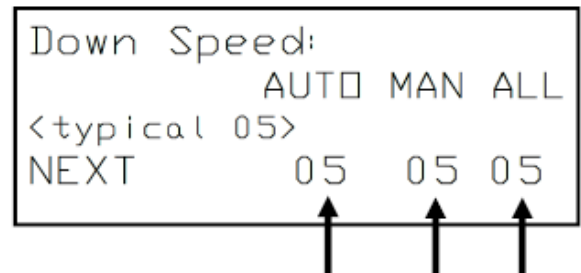 Down Speed:
AUTO MAN ALL
<typical 05>
NEXT 05 05 05